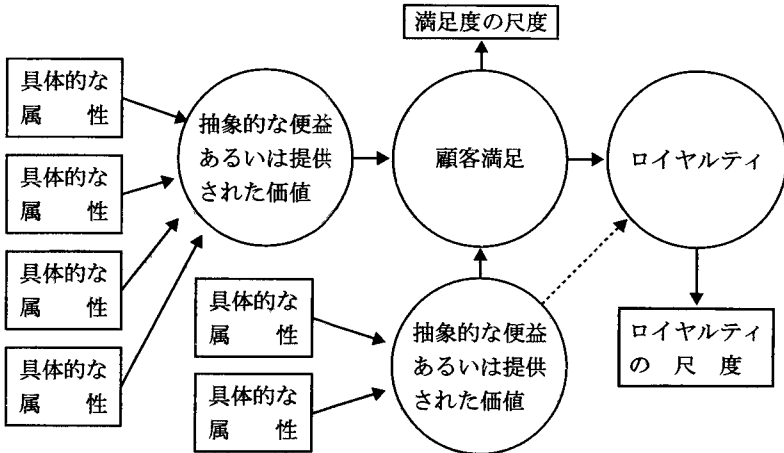 満足度の尺度
具体的な
属　　性
具体的な
属　　性
具体的な
属　　性
具体的な
属　　性
抽象的な便益
あるいは提供
された価値
顧客満足
ロイヤルティ
具体的な
属　　性
具体的な
属　　性
抽象的な便益
あるいは提供
された価値
ロイヤルティ
の　尺　度